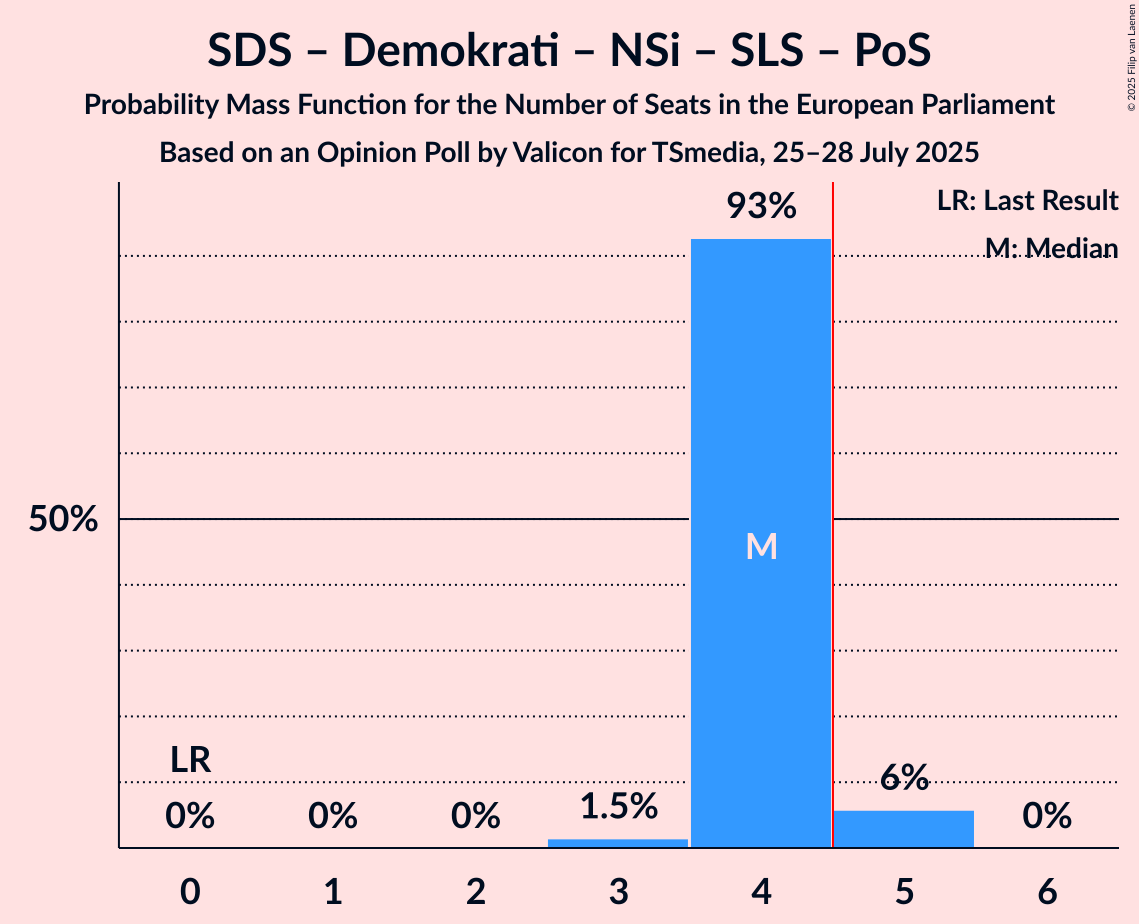 SDS – Demokrati – NSi – SLS – PoS
Probability Mass Function for the Number of Seats in the European Parliament
Based on an Opinion Poll by Valicon for TSmedia, 25–28 July 2025
© 2025 Filip van Laenen
LR: Last Result
M: Median
93%
50%
M
LR
0%
0%
0%
1.5%
6%
0%
0
1
2
3
4
5
6